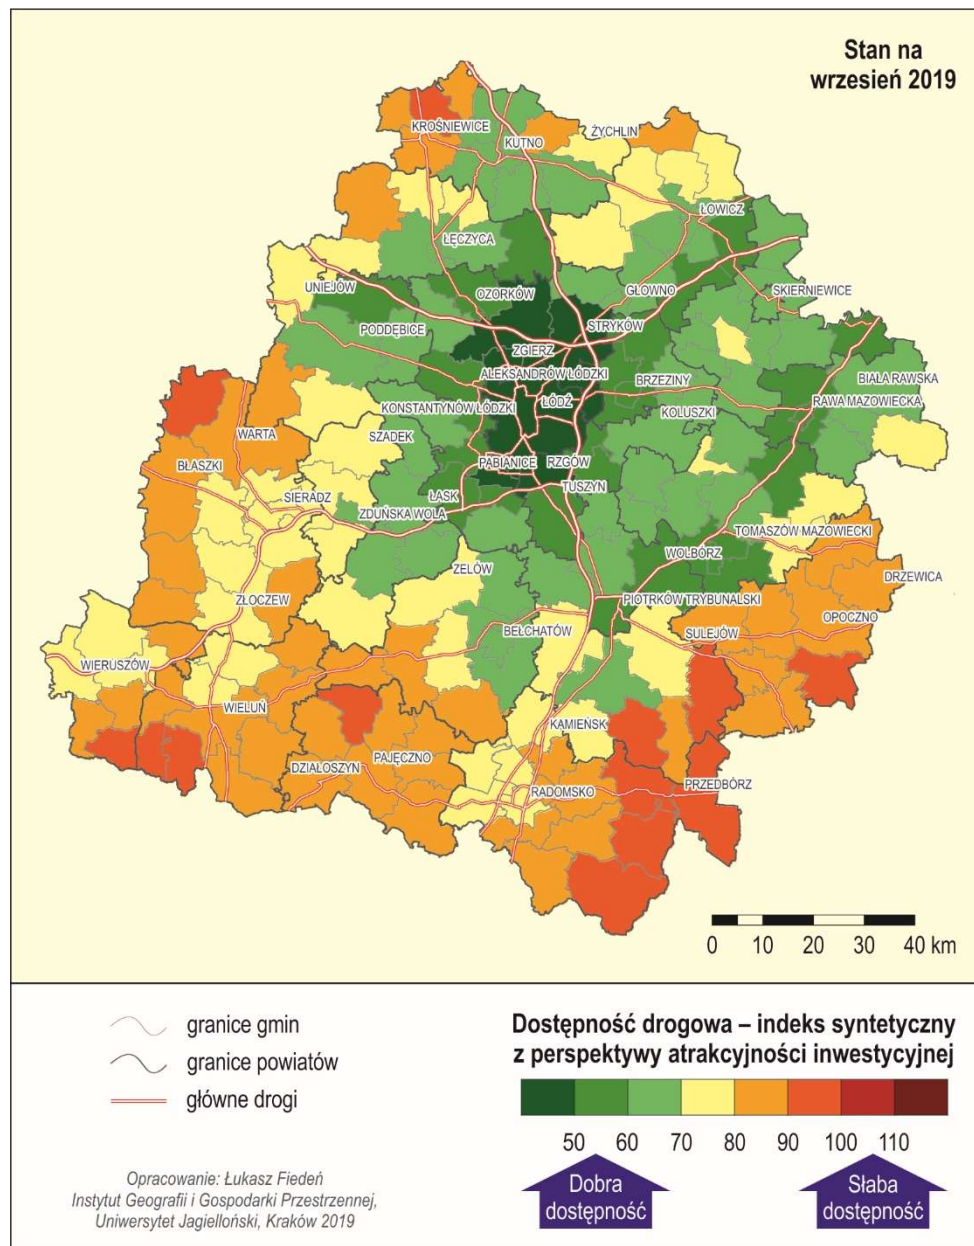 Stan na
wrzesień 2019
KROŚNIEWICE
ŻYCHLIN
KUTNO
ŁOWICZ
ŁĘCZYCA
UNIEJÓW
OZORKÓW
GŁOWNO
SKIERNIEWICE
STRYKÓW
PODDĘBICE
ZGIERZ
ALEKSANDRÓW ŁÓDZKI
BRZEZINY
BIAŁA RAWSKA
KONSTANTYNÓW ŁÓDZKI
ŁÓDŹ
RAWA MAZOWIECKA
KOLUSZKI
WARTA
SZADEK
BŁASZKI
PABIANICE
RZGÓW
SIERADZ
ŁASK
TUSZYN
ZDUŃSKA WOLA
TOMASZÓW MAZOWIECKI
WOLBÓRZ
ZELÓW
DRZEWICA
ZŁOCZEW
PIOTRKÓW TRYBUNALSKI
OPOCZNO
BEŁCHATÓW
SULEJÓW
WIERUSZÓW
WIELUŃ
KAMIEŃSK
PAJĘCZNO
DZIAŁOSZYN
PRZEDBÓRZ
RADOMSKO
0 10 20 30 40 km
granice gmin
granice powiatów
główne drogi
Opracowanie: Łukasz Fiedeń
Instytut Geografii i Gospodarki Przestrzennej,
Uniwersytet Jagielloński, Kraków 2019
Dostępność drogowa – indeks syntetyczny
z perspektywy atrakcyjności inwestycyjnej
50 60 70 80 90 100 110
Dobra
dostępność
Słaba
dostępność